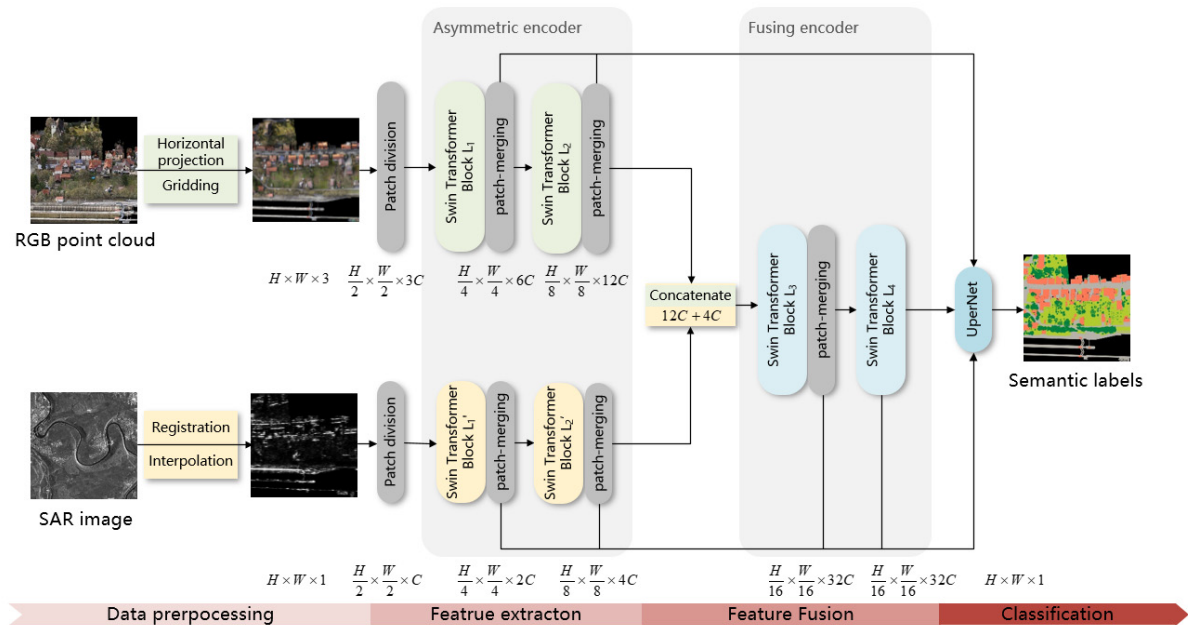 Asymmetric encoder
Fusing encoder
RGB point cloud
Horizontal
projection
Gridding
Patch division
Swin Transformer
Block L₁
patch-merging
Swin Transformer
Block L₂
patch-merging
H×W×3
H/2 × W/2 × 3C
H/4 × W/4 × 6C
H/8 × W/8 × 12C
Concatenate
12C + 4C
Swin Transformer
Block L₃
patch-merging
Swin Transformer
Block L₄
UperNet
Semantic labels
SAR image
Registration
Interpolation
Patch division
Swin Transformer
Block L₁'
patch-merging
Swin Transformer
Block L₂'
patch-merging
H×W×1
H/2 × W/2 × C
H/4 × W/4 × 2C
H/8 × W/8 × 4C
H/16 × W/16 × 32C
H/16 × W/16 × 32C
H×W×1
Data prerpocessing
Featrue extracton
Feature Fusion
Classification